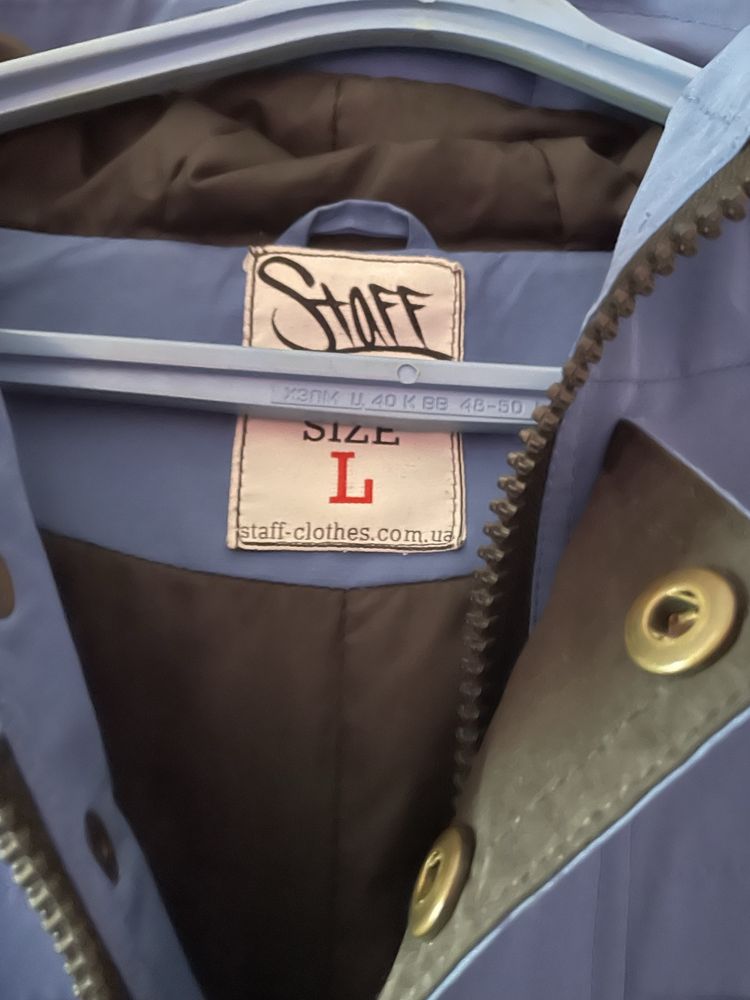 Staff
ХЗПМ Ц. 40 К ВВ 48-50
SIZE
L
staff-clothes.com.ua